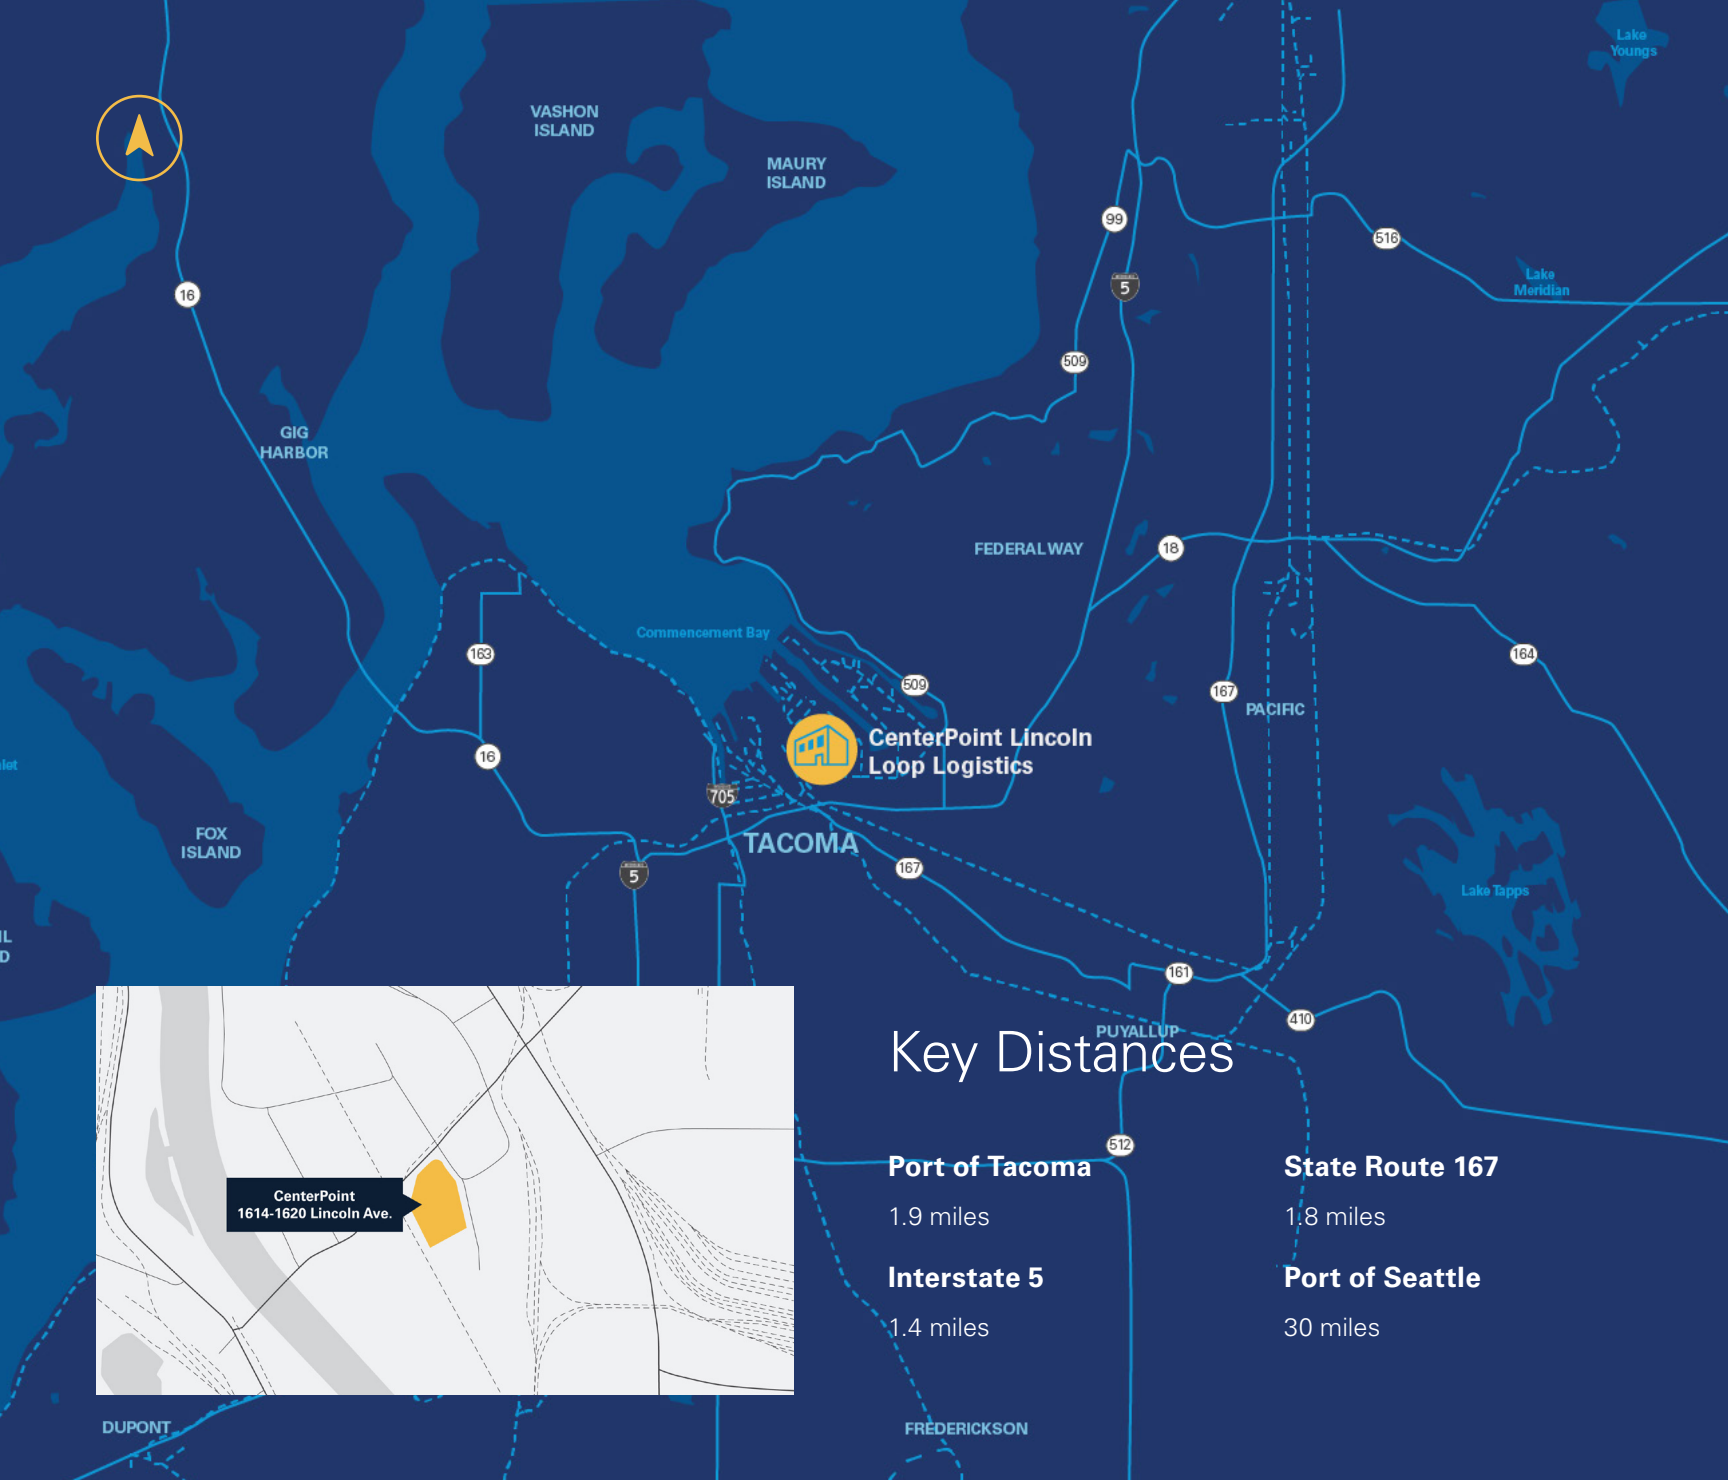 Lake
Youngs
VASHON
ISLAND
MAURY
ISLAND
99
516
5
Lake
Meridian
16
509
GIG
HARBOR
FEDERAL WAY
18
Commencement Bay
163
164
509
167
PACIFIC
CenterPoint Lincoln
Loop Logistics
16
705
TACOMA
FOX
ISLAND
5
167
Lake Tapps
161
410
PUYALLUP
Key Distances
512
Port of Tacoma
1.9 miles
State Route 167
1.8 miles
Interstate 5
1.4 miles
Port of Seattle
30 miles
CenterPoint
1614-1620 Lincoln Ave.
DUPONT
FREDERICKSON